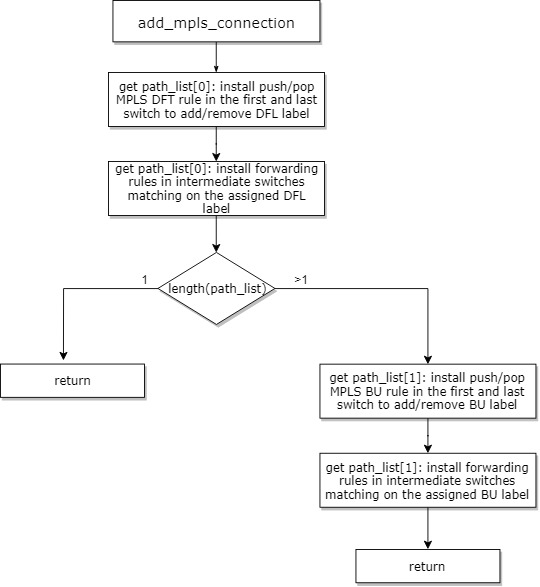 add_mpls_connection
get path_list[0]: install push/pop
MPLS DFT rule in the first and last
switch to add/remove DFL label
get path_list[0]: install forwarding
rules in intermediate switches
matching on the assigned DFL
label
length(path_list)
1
>1
return
get path_list[1]: install push/pop
MPLS BU rule in the first and last
switch to add/remove BU label
get path_list[1]: install forwarding
rules in intermediate switches
matching on the assigned BU label
return